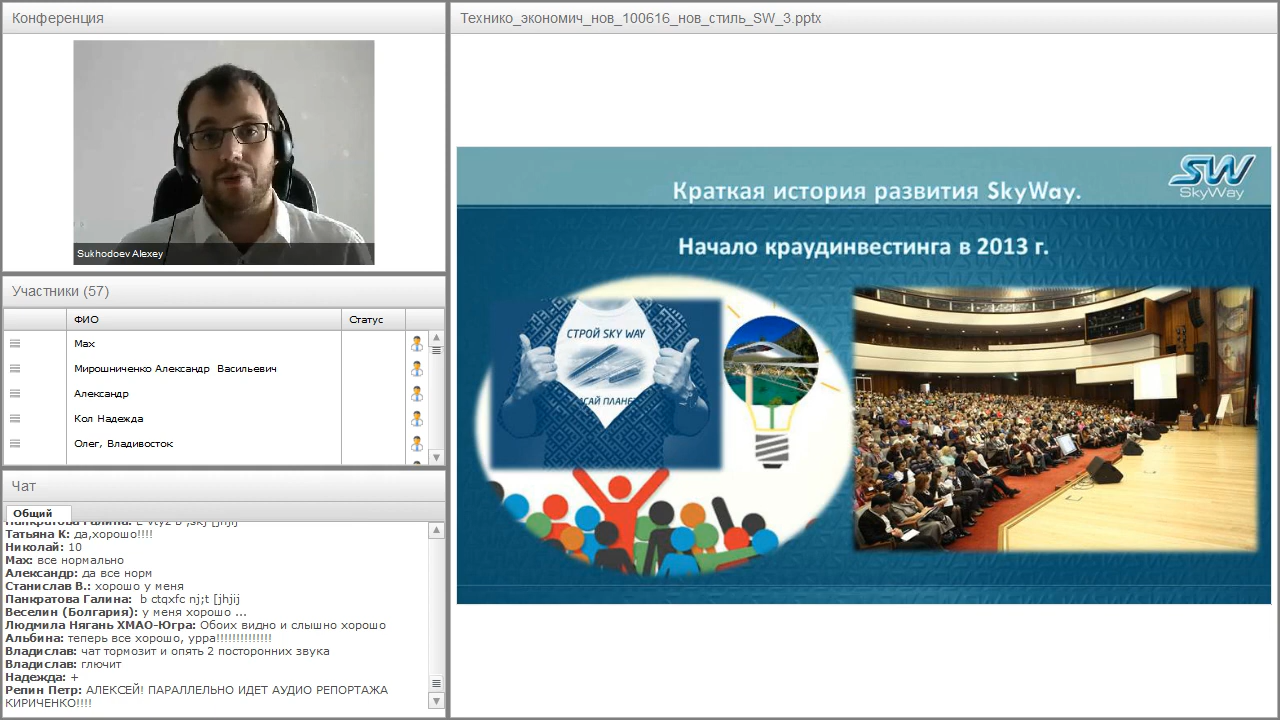 Конференция
Sukhodoev Alexey
Участники (57)
ФИО
Статус
Max
Мирошниченко Александр Васильевич
Александр
Кол Надежда
Олег, Владивосток
Чат
Общий
Панкратова Галина:
Татьяна К: да,хорошо!!!!
Николай: 10
Max: все нормально
Александр: да все норм
Станислав В.: хорошо у меня
Панкратова Галина: b ctqxfc nj;t [jhjij
Веселин (Болгария): у меня хорошо ...
Людмила Нягань ХМАО-Югра: Обоих видно и слышно хорошо
Альбина: теперь все хорошо, урра!!!!!!!!!!!!!!
Владислав: чат тормозит и опять 2 посторонних звука
Владислав: глючит
Надежда: +
Репин Петр: АЛЕКСЕЙ! ПАРАЛЛЕЛЬНО ИДЕТ АУДИО РЕПОРТАЖА
КИРИЧЕНКО!!!!
Технико_экономич_нов_100616_нов_стиль_SW_3.pptx
SW
SkyWay
Краткая история развития SkyWay.
Начало краудинвестинга в 2013 г.
СТРОЙ SKY WAY